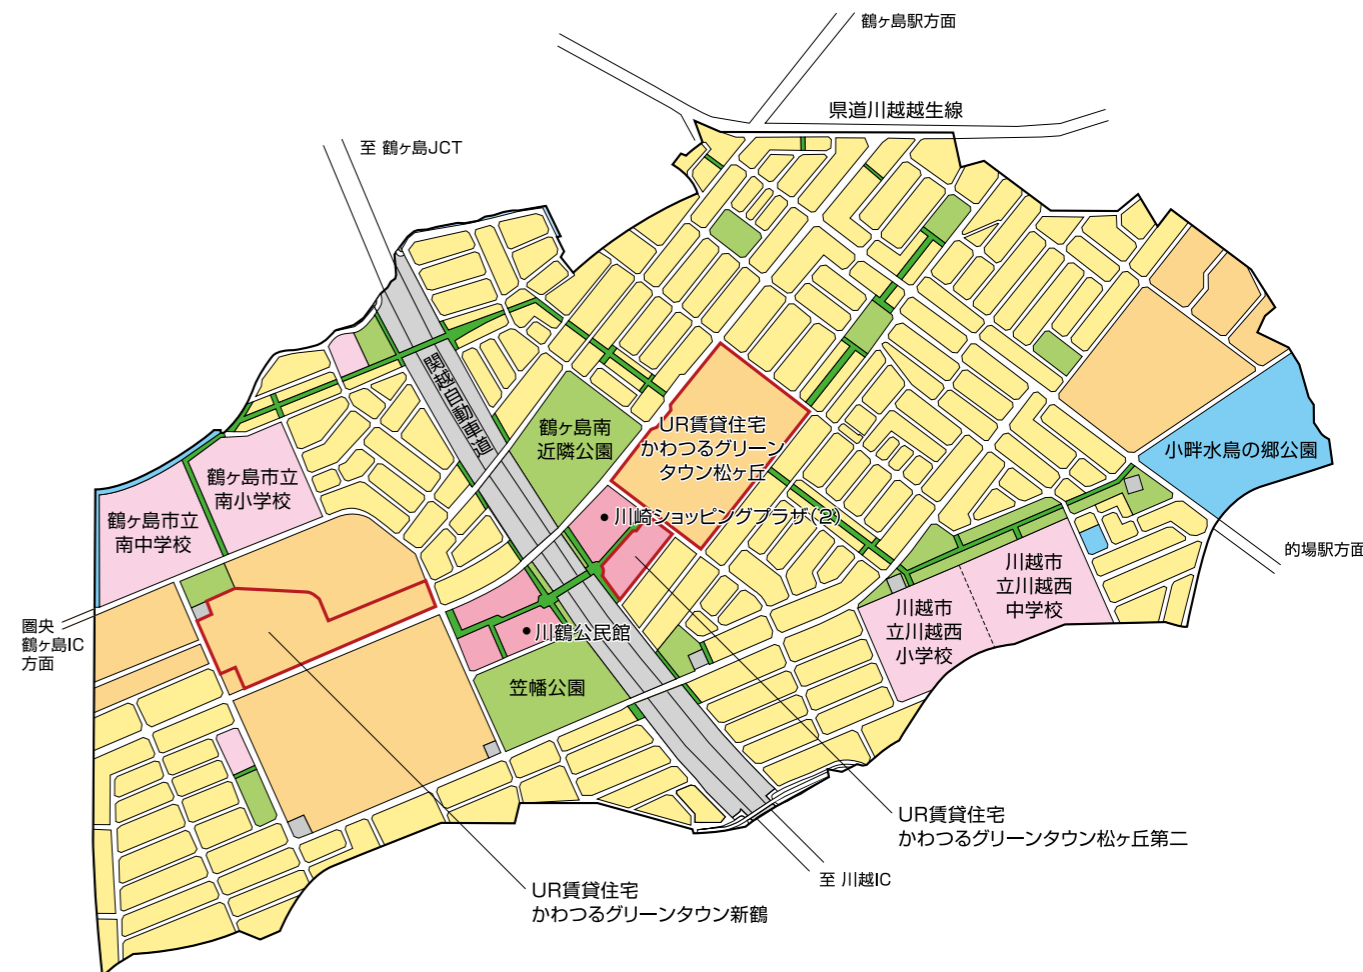 鶴ヶ島駅方面
県道川越越生線
至 鶴ヶ島JCT
関越自動車道
鶴ヶ島南
近隣公園
UR賃貸住宅
かわつるグリーン
タウン松ヶ丘
小畔水鳥の郷公園
鶴ヶ島市立
南小学校
鶴ヶ島市立
南中学校
川崎ショッピングプラザ(2)
的場駅方面
川越市
立川越西
中学校
川越市
立川越西
小学校
圏央
鶴ヶ島IC
方面
川鶴公民館
笠幡公園
UR賃貸住宅
かわつるグリーンタウン松ヶ丘第二
至 川越IC
UR賃貸住宅
かわつるグリーンタウン新鶴